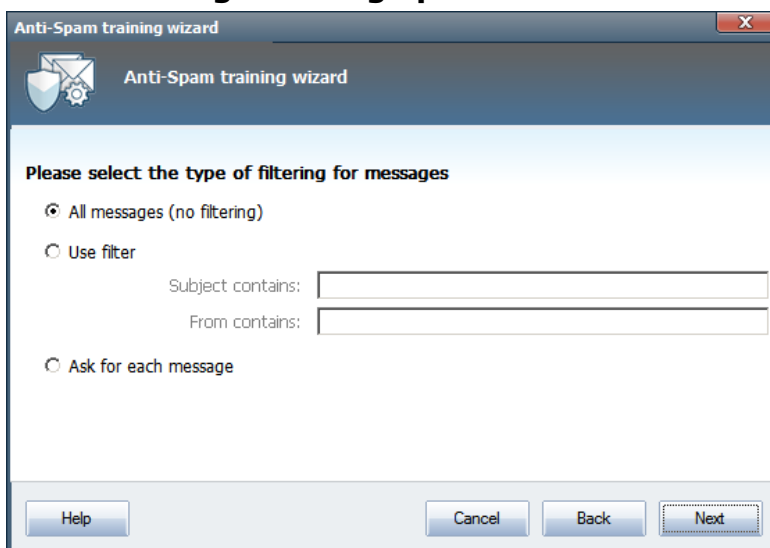 Anti-Spam training wizard
Anti-Spam training wizard
Please select the type of filtering for messages
All messages (no filtering)
Use filter
Subject contains:
From contains:
Ask for each message
Help Cancel Back Next